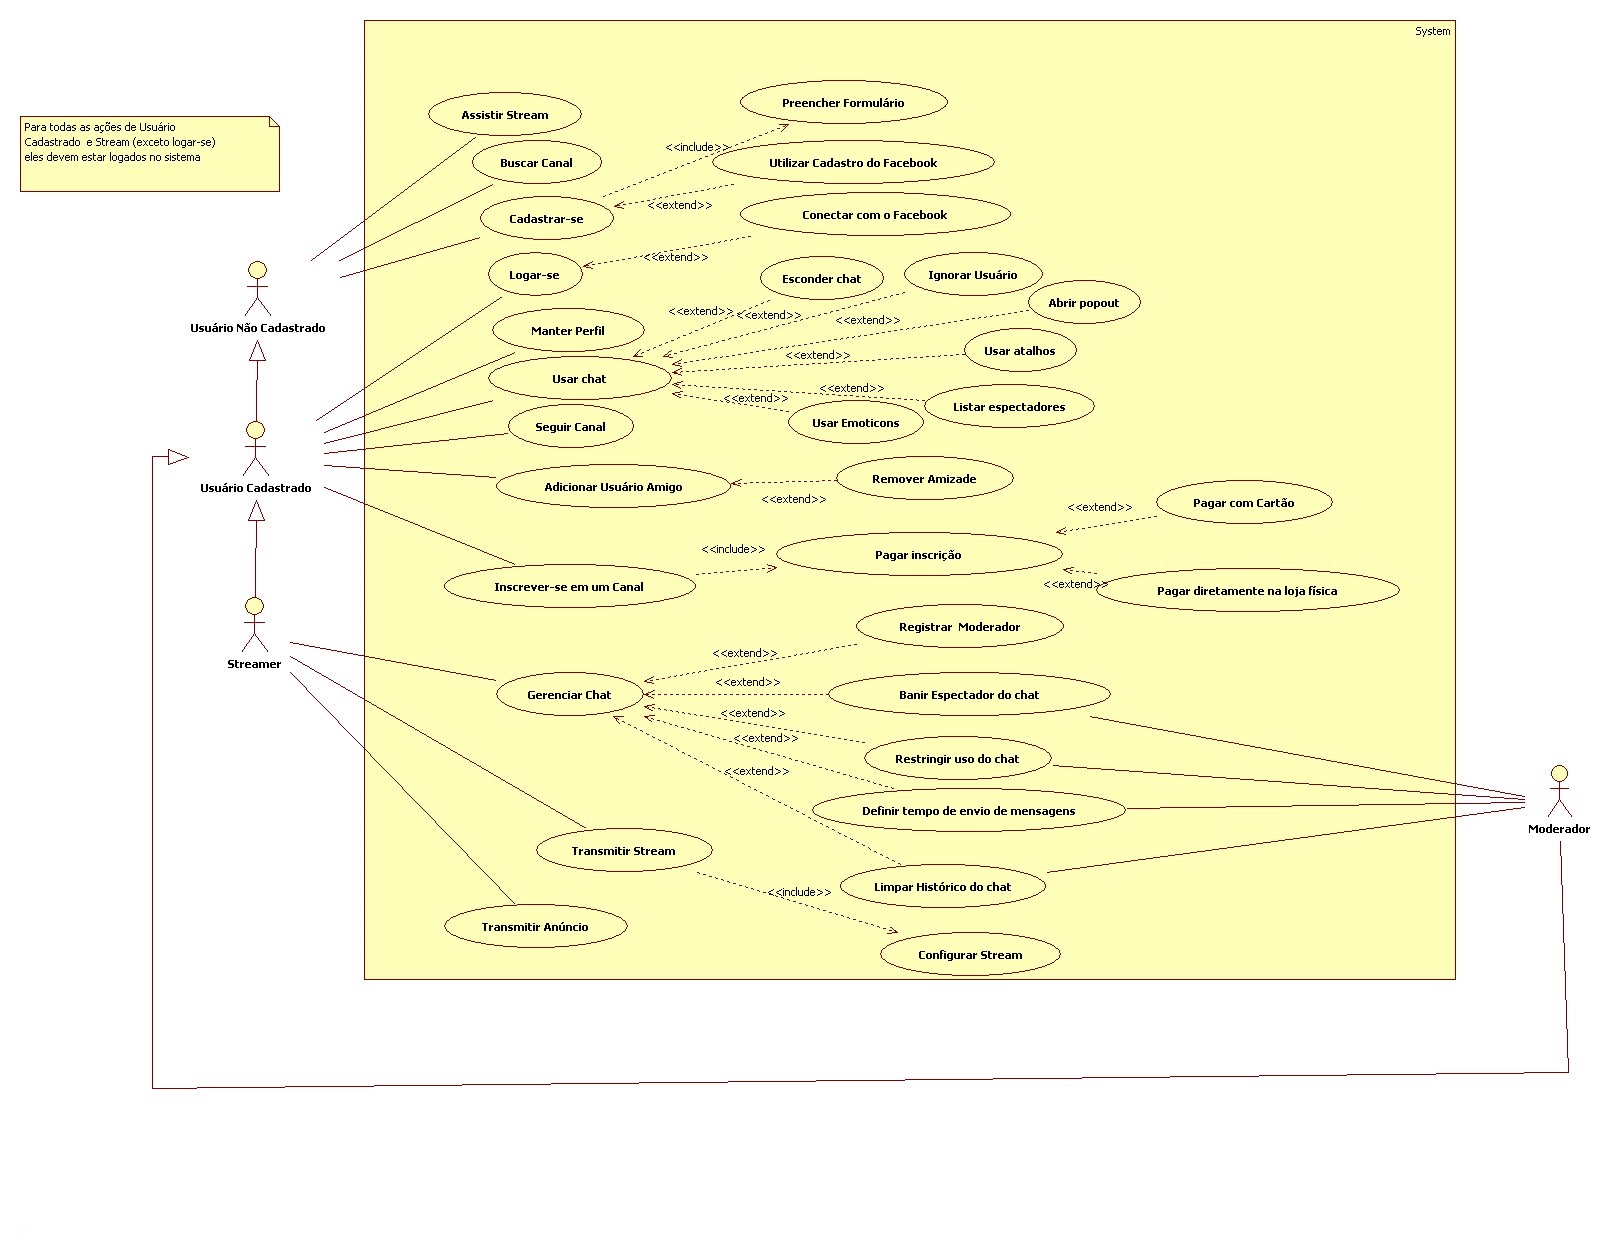 System
Para todas as ações de Usuário
Cadastrado  e Stream (exceto logar-se)
eles devem estar logados no sistema
Assistir Stream
Preencher Formulário
<<include>>
Buscar Canal
Utilizar Cadastro do Facebook
<<extend>>
Cadastrar-se
Conectar com o Facebook
<<extend>>
Logar-se
Esconder chat
Ignorar Usuário
Abrir popout
<<extend>>
<<extend>>
<<extend>>
Usuário Não Cadastrado
Manter Perfil
Usar atalhos
<<extend>>
Usar chat
<<extend>>
<<extend>>
Listar espectadores
Seguir Canal
Usar Emoticons
Usuário Cadastrado
Adicionar Usuário Amigo
Remover Amizade
<<extend>>
Pagar com Cartão
<<extend>>
<<include>>
Pagar inscrição
Inscrever-se em um Canal
<<extend>>
Pagar diretamente na loja física
Registrar  Moderador
<<extend>>
Streamer
<<extend>>
Gerenciar Chat
Banir Espectador do chat
<<extend>>
<<extend>>
Restringir uso do chat
<<extend>>
Definir tempo de envio de mensagens
Moderador
Transmitir Stream
Limpar Histórico do chat
<<include>>
Transmitir Anúncio
Configurar Stream